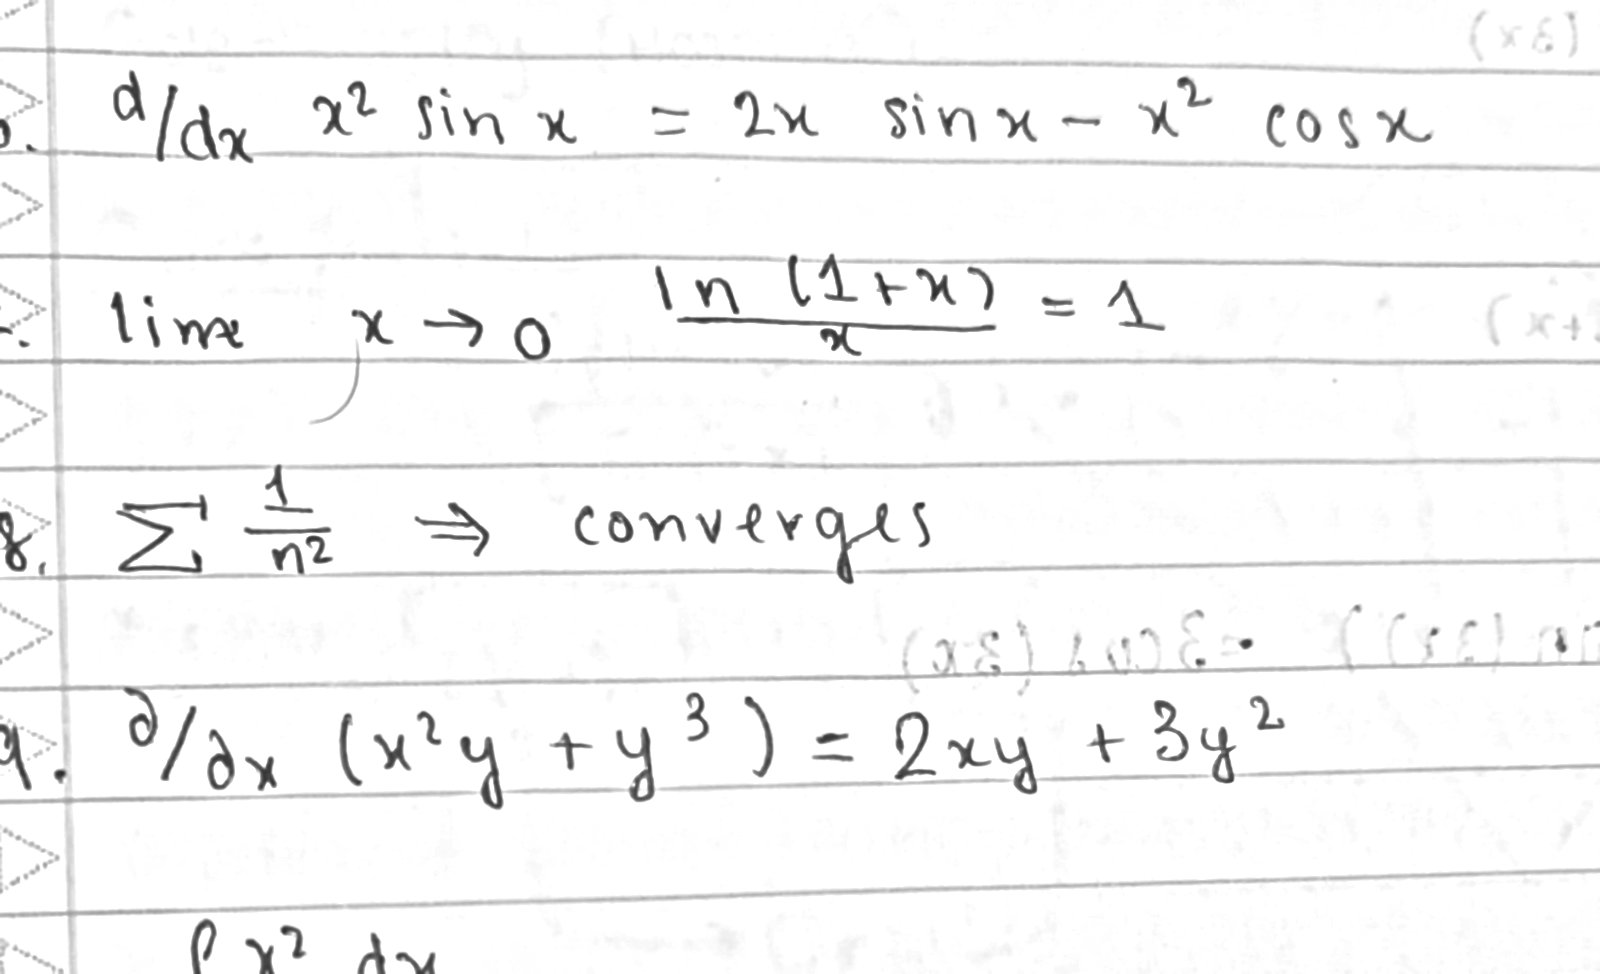 d/dx x² sin x = 2x sin x - x² cos x
lim x → 0 ln (1+x)/x = 1
8. ∑ 1/n² ⇒ converges
9. ∂/∂x (x²y + y³) = 2xy + 3y²
∫ x² dx